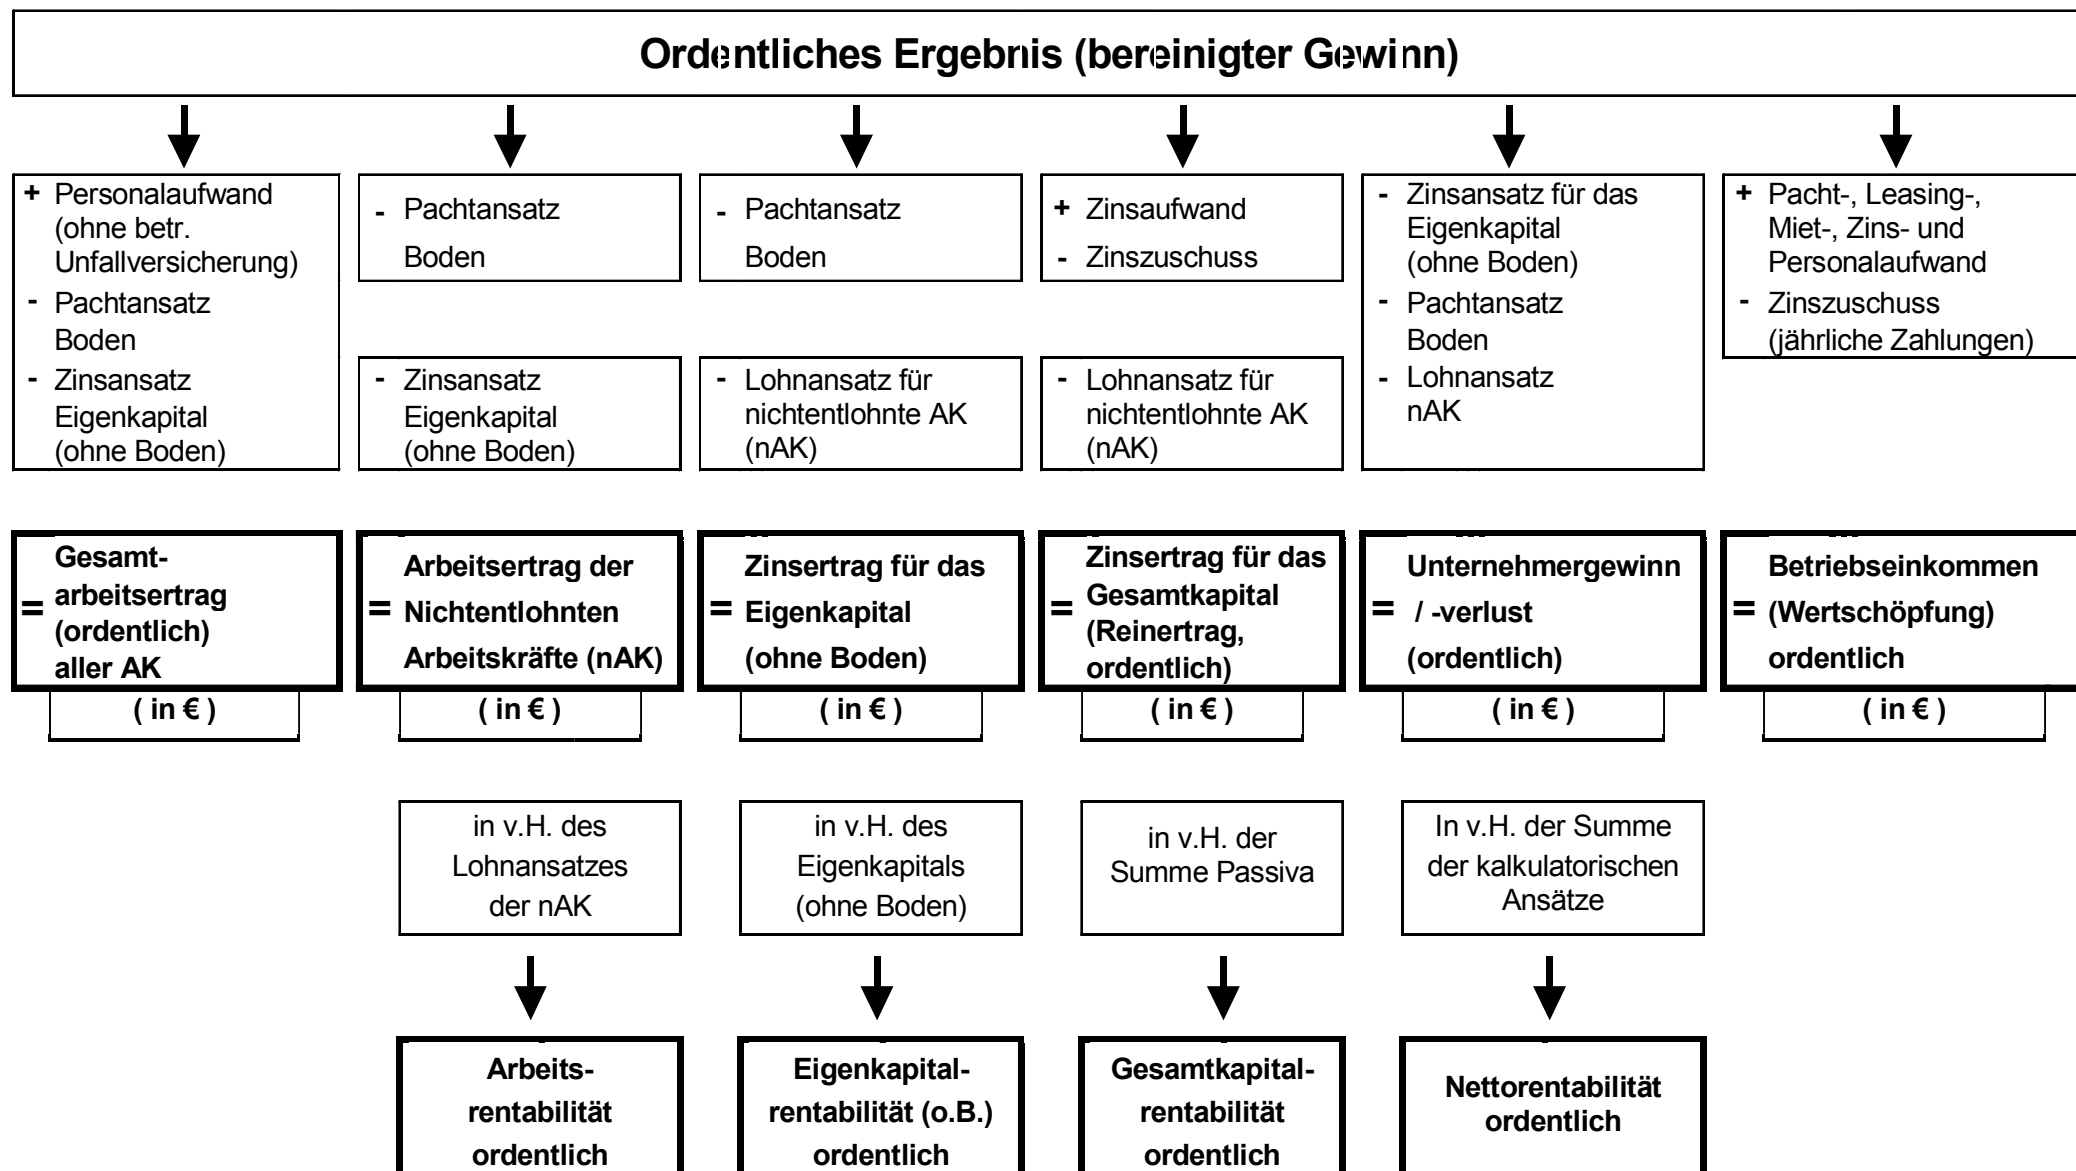 Ordentliches Ergebnis (bereinigter Gewinn)
+ Personalaufwand
(ohne betr.
Unfallversicherung)
- Pachtansatz
Boden
- Zinsansatz
Eigenkapital
(ohne Boden)
- Pachtansatz
Boden
- Zinsansatz
Eigenkapital
(ohne Boden)
- Pachtansatz
Boden
- Lohnansatz für
nichtentlohnte AK
(nAK)
+ Zinsaufwand
- Zinszuschuss
- Lohnansatz für
nichtentlohnte AK
(nAK)
- Zinsansatz für das
Eigenkapital
(ohne Boden)
- Pachtansatz
Boden
- Lohnansatz
nAK
+ Pacht-, Leasing-,
Miet-, Zins- und
Personalaufwand
- Zinszuschuss
(jährliche Zahlungen)
Gesamt-
= arbeitsertrag
(ordentlich)
aller AK
( in € )
Arbeitsertrag der
= Nichtentlohnten
Arbeitskräfte (nAK)
( in € )
Zinsertrag für das
= Eigenkapital
(ohne Boden)
( in € )
Zinsertrag für das
= Gesamtkapital
(Reinertrag,
ordentlich)
( in € )
Unternehmergewinn
= / -verlust
(ordentlich)
( in € )
Betriebseinkommen
= (Wertschöpfung)
ordentlich
( in € )
in v.H. des
Lohnansatzes
der nAK
in v.H. des
Eigenkapitals
(ohne Boden)
in v.H. der
Summe Passiva
In v.H. der Summe
der kalkulatorischen
Ansätze
Arbeits-
rentabilität
ordentlich
Eigenkapital-
rentabilität (o.B.)
ordentlich
Gesamtkapital-
rentabilität
ordentlich
Nettorentabilität
ordentlich